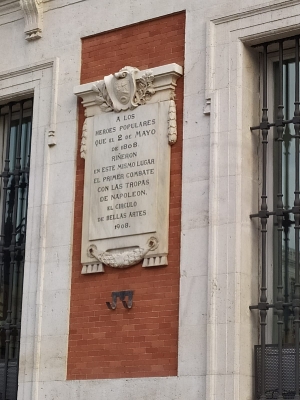 A LOS
HEROES POPULARES
QUE EL 2 DE MAYO
DE 1808
RIÑERON
EN ESTE MISMO LUGAR
EL PRIMER COMBATE
CON LAS TROPAS
DE NAPOLEON.
EL CIRCULO
DE BELLAS ARTES
1908.